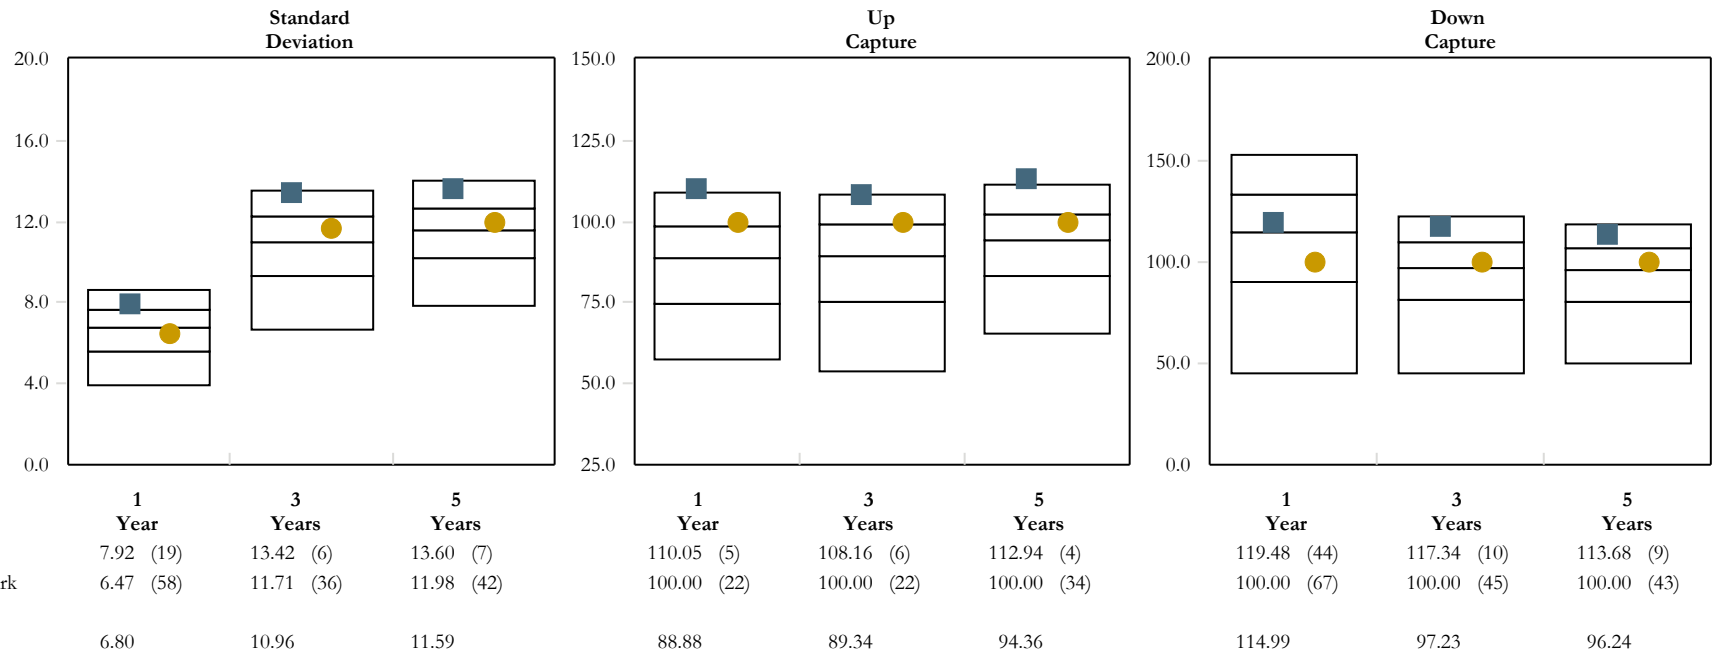 Standard Deviation
Up Capture
Down Capture
20.0
16.0
12.0
8.0
4.0
0.0
150.0
125.0
100.0
75.0
50.0
25.0
200.0
150.0
100.0
50.0
0.0
1 Year
3 Years
5 Years
1 Year
3 Years
5 Years
1 Year
3 Years
5 Years
7.92 (19) 13.42 (6) 13.60 (7) 110.05 (5) 108.16 (6) 112.94 (4) 119.48 (44) 117.34 (10) 113.68 (9)
rk 6.47 (58) 11.71 (36) 11.98 (42) 100.00 (22) 100.00 (22) 100.00 (34) 100.00 (67) 100.00 (45) 100.00 (43)
6.80 10.96 11.59 88.88 89.34 94.36 114.99 97.23 96.24